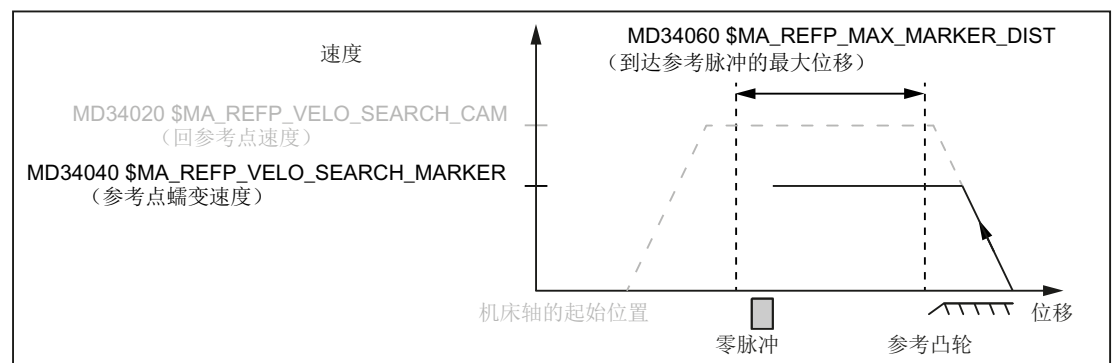 MD34060 $MA_REFP_MAX_MARKER_DIST
速度
（到达参考脉冲的最大位移）
MD34020 $MA_REFP_VELO_SEARCH_CAM
（回参考点速度）
MD34040 $MA_REFP_VELO_SEARCH_MARKER
（参考点蠕变速度）
机床轴的起始位置
位移
零脉冲
参考凸轮